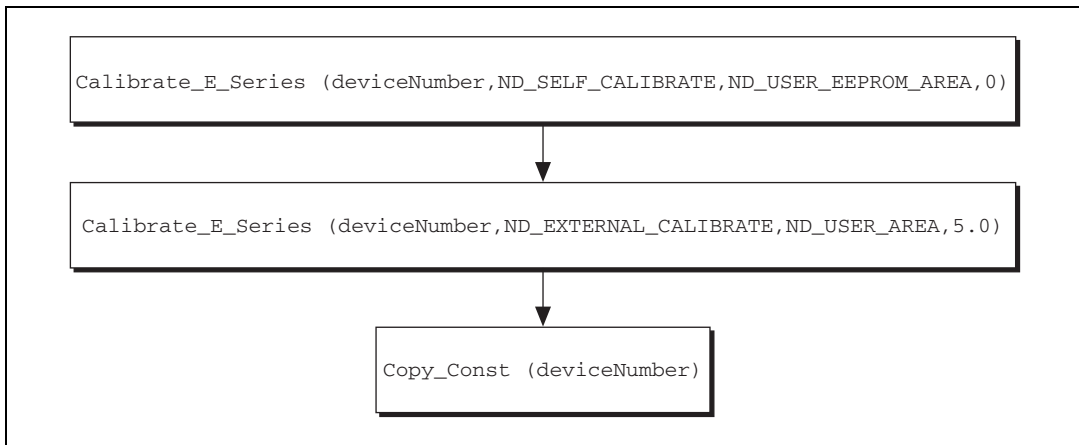 Calibrate_E_Series (deviceNumber,ND_SELF_CALIBRATE,ND_USER_EEPROM_AREA,0)
Calibrate_E_Series (deviceNumber,ND_EXTERNAL_CALIBRATE,ND_USER_AREA,5.0)
Copy_Const (deviceNumber)